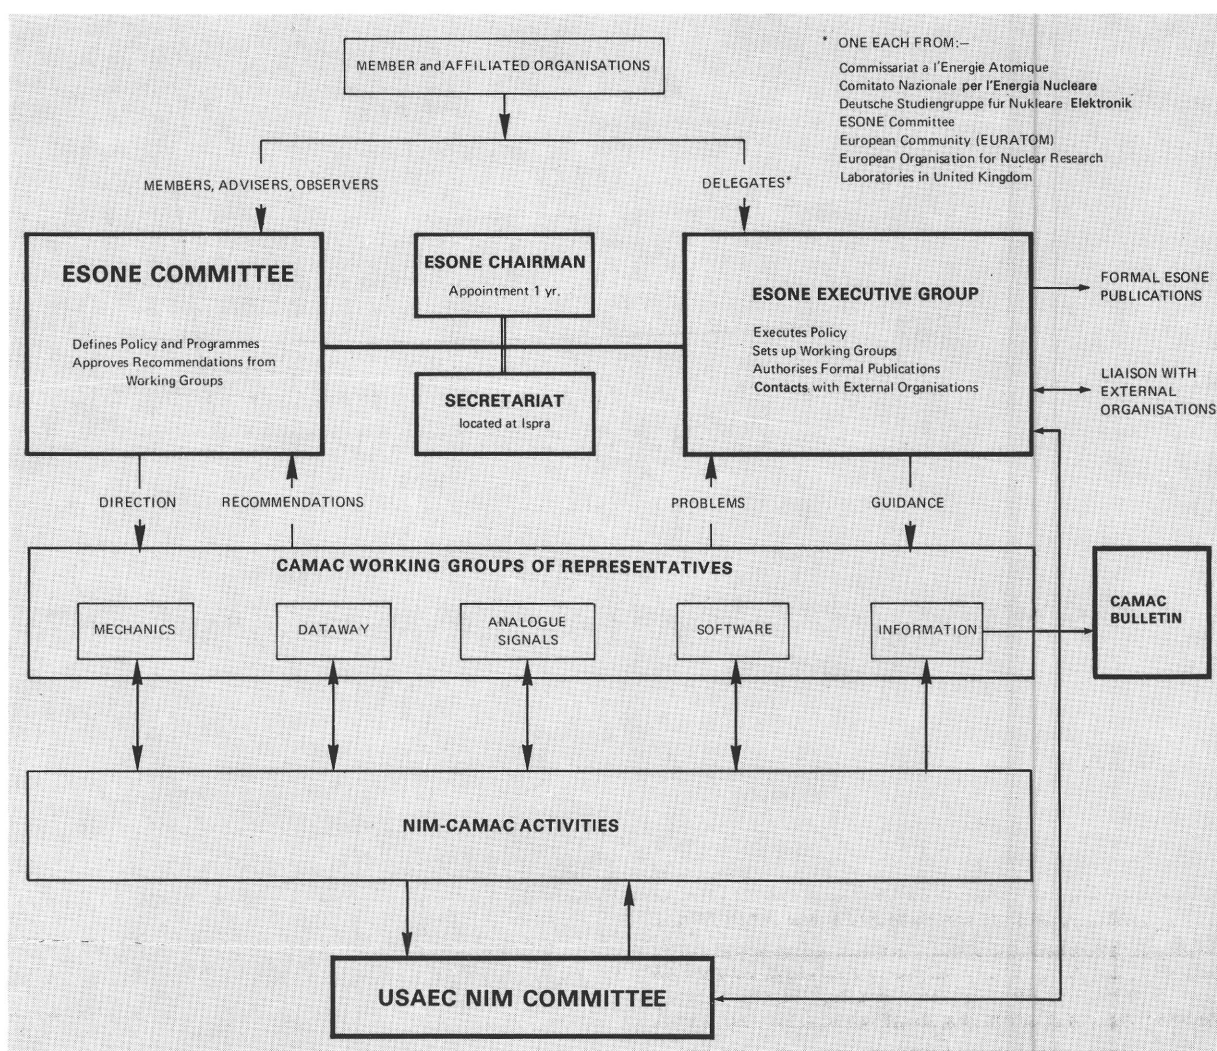 MEMBER and AFFILIATED ORGANISATIONS
* ONE EACH FROM:—
Commissariat a l'Energie Atomique
Comitato Nazionale per l'Energia Nucleare
Deutsche Studiengruppe fur Nukleare Elektronik
ESONE Committee
European Community (EURATOM)
European Organisation for Nuclear Research
Laboratories in United Kingdom
MEMBERS, ADVISERS, OBSERVERS
DELEGATES*
ESONE COMMITTEE
Defines Policy and Programmes
Approves Recommendations from
Working Groups
ESONE CHAIRMAN
Appointment 1 yr.
SECRETARIAT
located at Ispra
ESONE EXECUTIVE GROUP
Executes Policy
Sets up Working Groups
Authorises Formal Publications
Contacts with External Organisations
FORMAL ESONE
PUBLICATIONS
LIAISON WITH
EXTERNAL
ORGANISATIONS
DIRECTION
RECOMMENDATIONS
PROBLEMS
GUIDANCE
CAMAC WORKING GROUPS OF REPRESENTATIVES
MECHANICS
DATAWAY
ANALOGUE
SIGNALS
SOFTWARE
INFORMATION
CAMAC
BULLETIN
NIM-CAMAC ACTIVITIES
USAEC NIM COMMITTEE